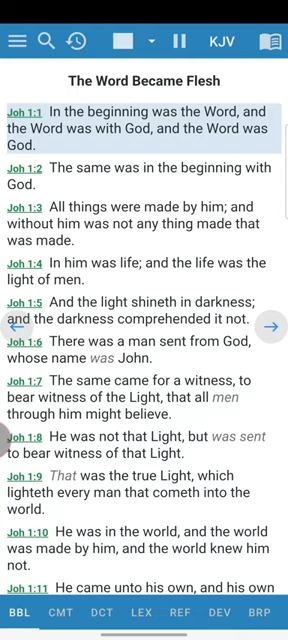 KJV
The Word Became Flesh
Joh 1:1 In the beginning was the Word, and
the Word was with God, and the Word was
God.
Joh 1:2 The same was in the beginning with
God.
Joh 1:3 All things were made by him; and
without him was not any thing made that
was made.
Joh 1:4 In him was life; and the life was the
light of men.
Joh 1:5 And the light shineth in darkness;
and the darkness comprehended it not.
Joh 1:6 There was a man sent from God,
whose name was John.
Joh 1:7 The same came for a witness, to
bear witness of the Light, that all men
through him might believe.
Joh 1:8 He was not that Light, but was sent
to bear witness of that Light.
Joh 1:9 That was the true Light, which
lighteth every man that cometh into the
world.
Joh 1:10 He was in the world, and the world
was made by him, and the world knew him
not.
Joh 1:11 He came unto his own, and his own
BBL CMT DCT LEX REF DEV BRP